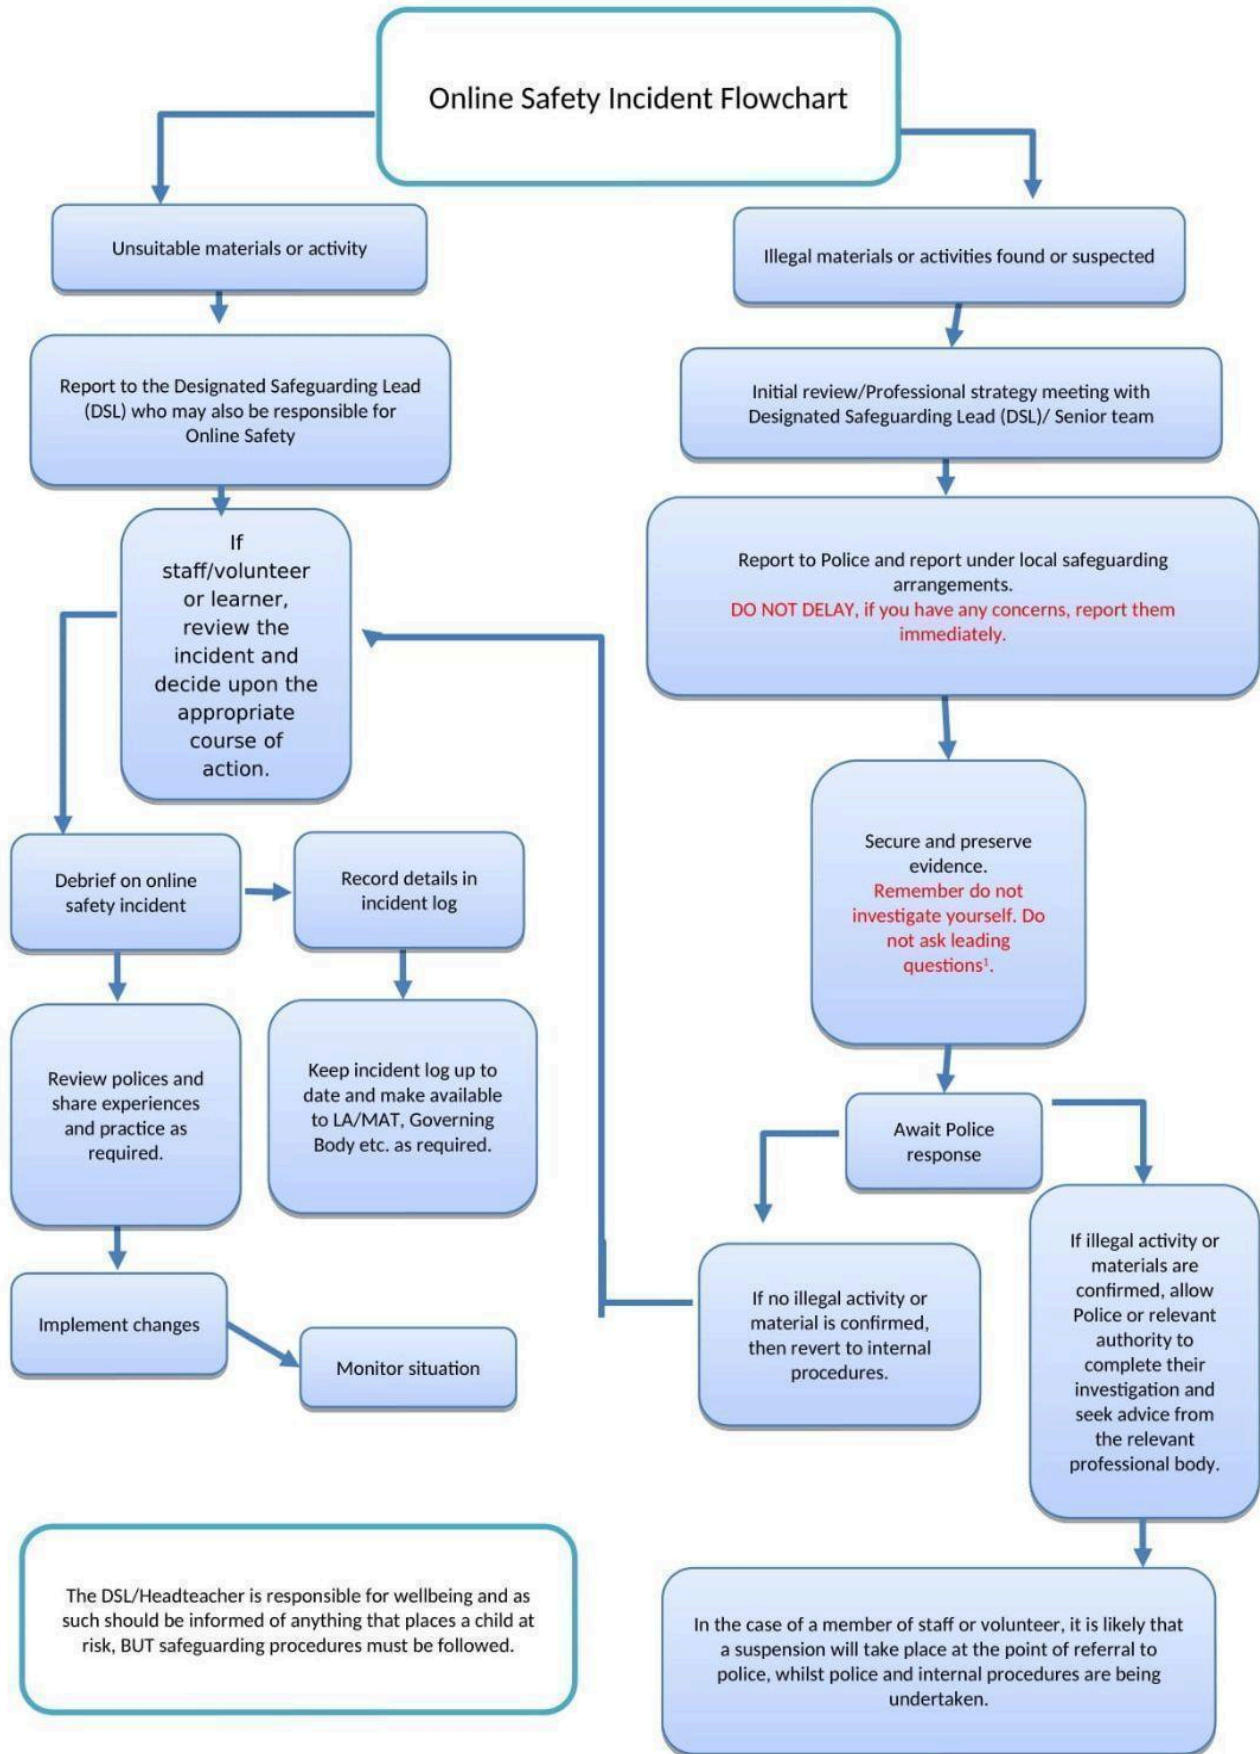 Online Safety Incident Flowchart
Unsuitable materials or activity
Report to the Designated Safeguarding Lead
(DSL) who may also be responsible for
Online Safety
If
staff/volunteer
or learner,
review the
incident and
decide upon the
appropriate
course of
action.
Debrief on online
safety incident
Record details in
incident log
Review polices and
share experiences
and practice as
required.
Keep incident log up to
date and make available
to LA/MAT, Governing
Body etc. as required.
Implement changes
Monitor situation
Illegal materials or activities found or suspected
Initial review/Professional strategy meeting with
Designated Safeguarding Lead (DSL)/ Senior team
Report to Police and report under local safeguarding
arrangements.
DO NOT DELAY, if you have any concerns, report them
immediately.
Secure and preserve
evidence.
Remember do not
investigate yourself. Do
not ask leading
questions¹.
Await Police
response
If no illegal activity or
material is confirmed,
then revert to internal
procedures.
If illegal activity or
materials are
confirmed, allow
Police or relevant
authority to
complete their
investigation and
seek advice from
the relevant
professional body.
In the case of a member of staff or volunteer, it is likely that
a suspension will take place at the point of referral to
police, whilst police and internal procedures are being
undertaken.
The DSL/Headteacher is responsible for wellbeing and as
such should be informed of anything that places a child at
risk, BUT safeguarding procedures must be followed.